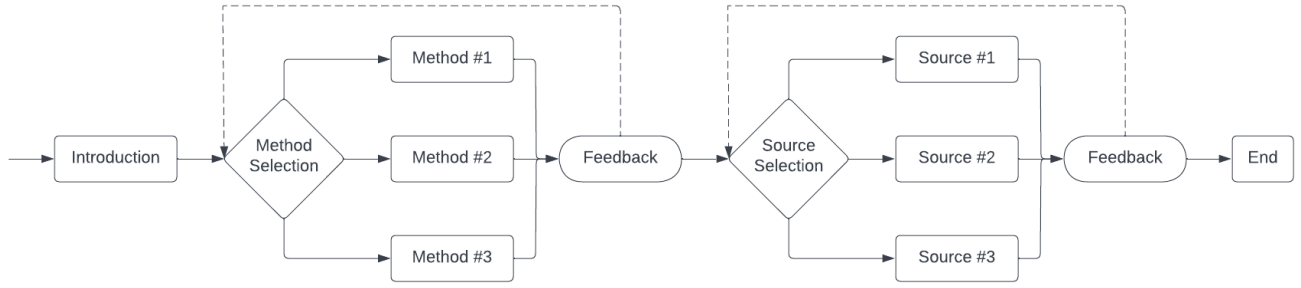 Introduction
Method
Selection
Method #1
Method #2
Method #3
Feedback
Source
Selection
Source #1
Source #2
Source #3
Feedback
End